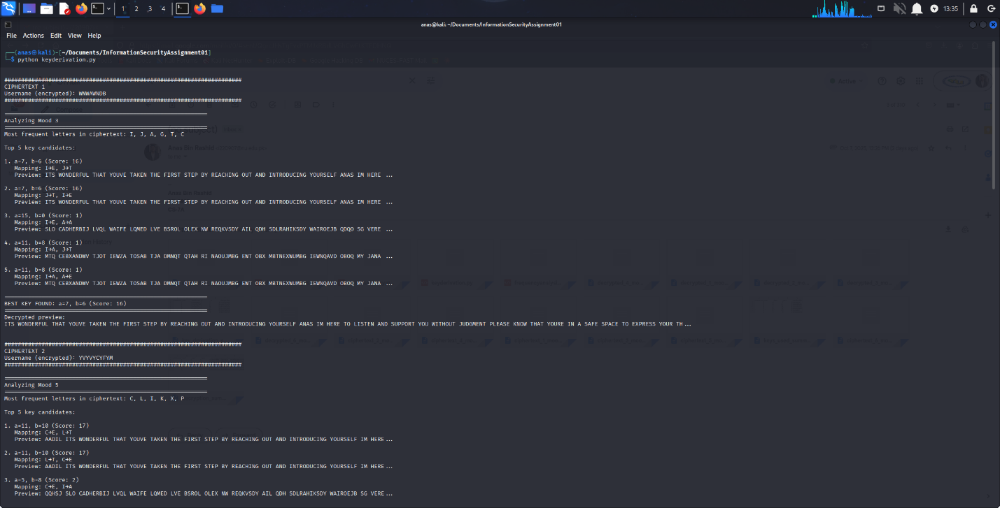 1 2 3 4
13:35
anas@kali: ~/Documents/InformationSecurityAssignment01
File Actions Edit View Help
(anas㉿kali)-[~/Documents/InformationSecurityAssignment01]
$ python keyderivation.py
######################################################################
CIPHERTEXT 1
Username (encrypted): WNWAWNDB
######################################################################
============================================================
Analyzing Mood 3
============================================================
Most frequent letters in ciphertext: I, J, A, G, T, C
Top 5 key candidates:
1. a=7, b=6 (Score: 16)
Mapping: I→E, J→T
Preview: ITS WONDERFUL THAT YOUVE TAKEN THE FIRST STEP BY REACHING OUT AND INTRODUCING YOURSELF ANAS IM HERE ...
2. a=7, b=6 (Score: 16)
Mapping: J→T, I→E
Preview: ITS WONDERFUL THAT YOUVE TAKEN THE FIRST STEP BY REACHING OUT AND INTRODUCING YOURSELF ANAS IM HERE ...
3. a=15, b=0 (Score: 1)
Mapping: I→E, A→A
Preview: SLO CADHERBIJ LVQL WAIFE LQMED LVE BSROL OLEX NW REQKVSDY AIL QDH SDLRAHIKSDY WAIROEJB QDQO SG VERE ...
4. a=11, b=8 (Score: 1)
Mapping: I→A, J→T
Preview: MTQ CEBXANDWV TJOT IEWZA TOSAB TJA DMNQT QTAH RI NAOUJMBG EWT OBX MBTNEXWUMBG IEWNQAVD OBOQ MY JANA ...
5. a=11, b=8 (Score: 1)
Mapping: I→A, A→E
Preview: MTQ CEBXANDWV TJOT IEWZA TOSAB TJA DMNQT QTAH RI NAOUJMBG EWT OBX MBTNEXWUMBG IEWNQAVD OBOQ MY JANA ...
============================================================
BEST KEY FOUND: a=7, b=6 (Score: 16)
============================================================
Decrypted preview:
ITS WONDERFUL THAT YOUVE TAKEN THE FIRST STEP BY REACHING OUT AND INTRODUCING YOURSELF ANAS IM HERE TO LISTEN AND SUPPORT YOU WITHOUT JUDGMENT PLEASE KNOW THAT YOURE IN A SAFE SPACE TO EXPRESS YOUR TH...
######################################################################
CIPHERTEXT 2
Username (encrypted): YVYVYCYFYM
######################################################################
============================================================
Analyzing Mood 5
============================================================
Most frequent letters in ciphertext: C, L, I, K, X, P
Top 5 key candidates:
1. a=11, b=10 (Score: 17)
Mapping: C→E, L→T
Preview: AADIL ITS WONDERFUL THAT YOUVE TAKEN THE FIRST STEP BY REACHING OUT AND INTRODUCING YOURSELF IM HERE...
2. a=11, b=10 (Score: 17)
Mapping: L→T, C→E
Preview: AADIL ITS WONDERFUL THAT YOUVE TAKEN THE FIRST STEP BY REACHING OUT AND INTRODUCING YOURSELF IM HERE...
3. a=5, b=8 (Score: 2)
Mapping: C→E, I→A
Preview: QQHSJ SLO CADHERBIJ LVQL WAIFE LQMED LVE BSROL OLEX NW REQKVSDY AIL QDH SDLRAHIKSDY WAIROEJB SG VERE...